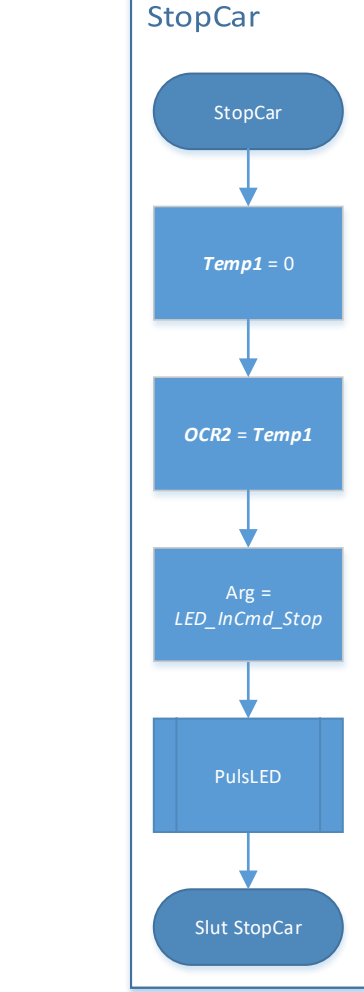 StopCar
StopCar
Temp1 = 0
OCR2 = Temp1
Arg =
LED_InCmd_Stop
PulsLED
Slut StopCar